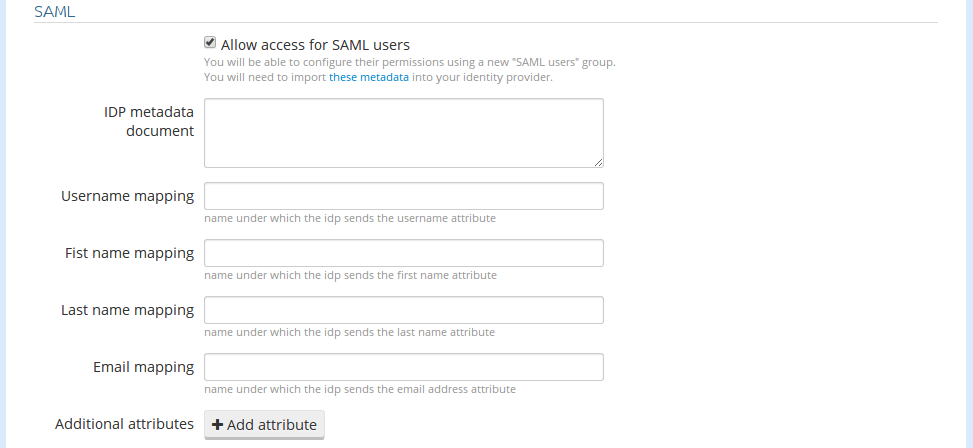 SAML
Allow access for SAML users
You will be able to configure their permissions using a new "SAML users" group.
You will need to import these metadata into your identity provider.
IDP metadata
document
Username mapping
name under which the idp sends the username attribute
Fist name mapping
name under which the idp sends the first name attribute
Last name mapping
name under which the idp sends the last name attribute
Email mapping
name under which the idp sends the email address attribute
Additional attributes
+ Add attribute